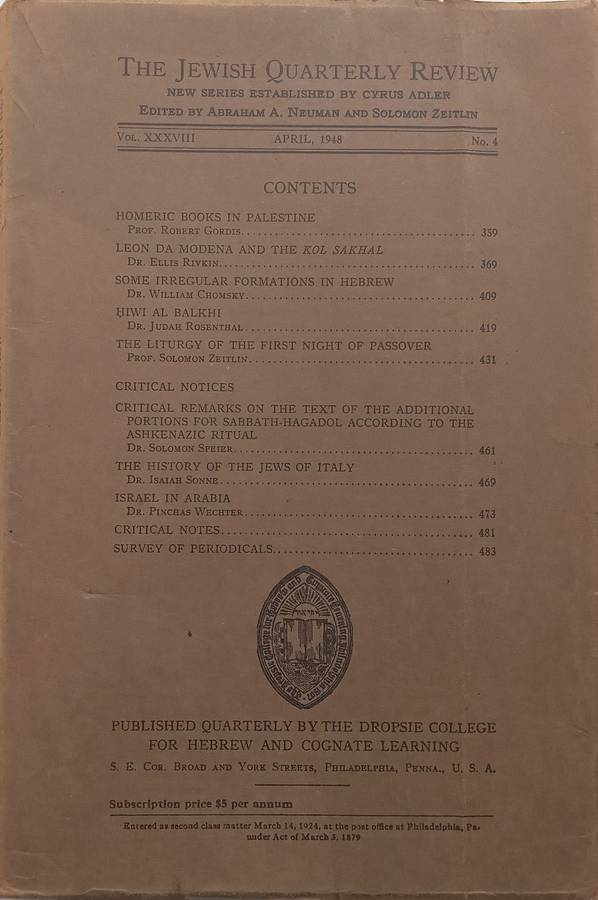 THE JEWISH QUARTERLY REVIEW
NEW SERIES ESTABLISHED BY CYRUS ADLER
EDITED BY ABRAHAM A. NEUMAN AND SOLOMON ZEITLIN
VOL. XXXVIII APRIL, 1948 No. 4
CONTENTS
HOMERIC BOOKS IN PALESTINE
PROF. ROBERT GORDIS........................................ 359
LEON DA MODENA AND THE KOL SAKHAL
DR. ELLIS RIVKIN........................................... 369
SOME IRREGULAR FORMATIONS IN HEBREW
DR. WILLIAM CHOMSKY....................................... 409
ḤIWI AL BALKHI
DR. JUDAH ROSENTHAL....................................... 419
THE LITURGY OF THE FIRST NIGHT OF PASSOVER
PROF. SOLOMON ZEITLIN...................................... 431
CRITICAL NOTICES
CRITICAL REMARKS ON THE TEXT OF THE ADDITIONAL
PORTIONS FOR SABBATH-HAGADOL ACCORDING TO THE
ASHKENAZIC RITUAL
DR. SOLOMON SPEIER......................................... 461
THE HISTORY OF THE JEWS OF ITALY
DR. ISAIAH SONNE........................................... 469
ISRAEL IN ARABIA
DR. PINCHAS WECHTER....................................... 473
CRITICAL NOTES........................................... 481
SURVEY OF PERIODICALS.................................. 483
PUBLISHED QUARTERLY BY THE DROPSIE COLLEGE
FOR HEBREW AND COGNATE LEARNING
S. E. COR. BROAD AND YORK STREETS, PHILADELPHIA, PENNA., U. S. A.
Subscription price $5 per annum
Entered as second class matter March 14, 1924, at the post office at Philadelphia, Pa.
under Act of March 3, 1879